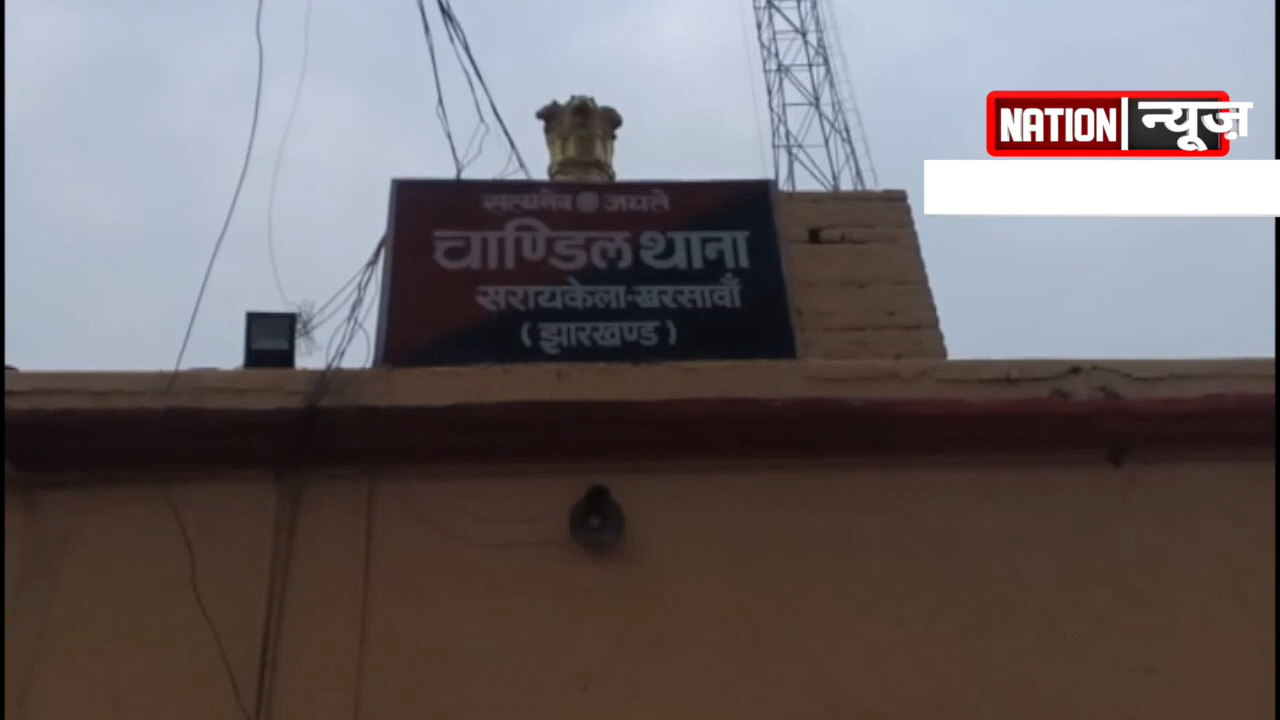 NATION न्यूज़
सत्यमेव जयते
चाण्डिल थाना
सरायकेला-खरसावाँ
(झारखण्ड)